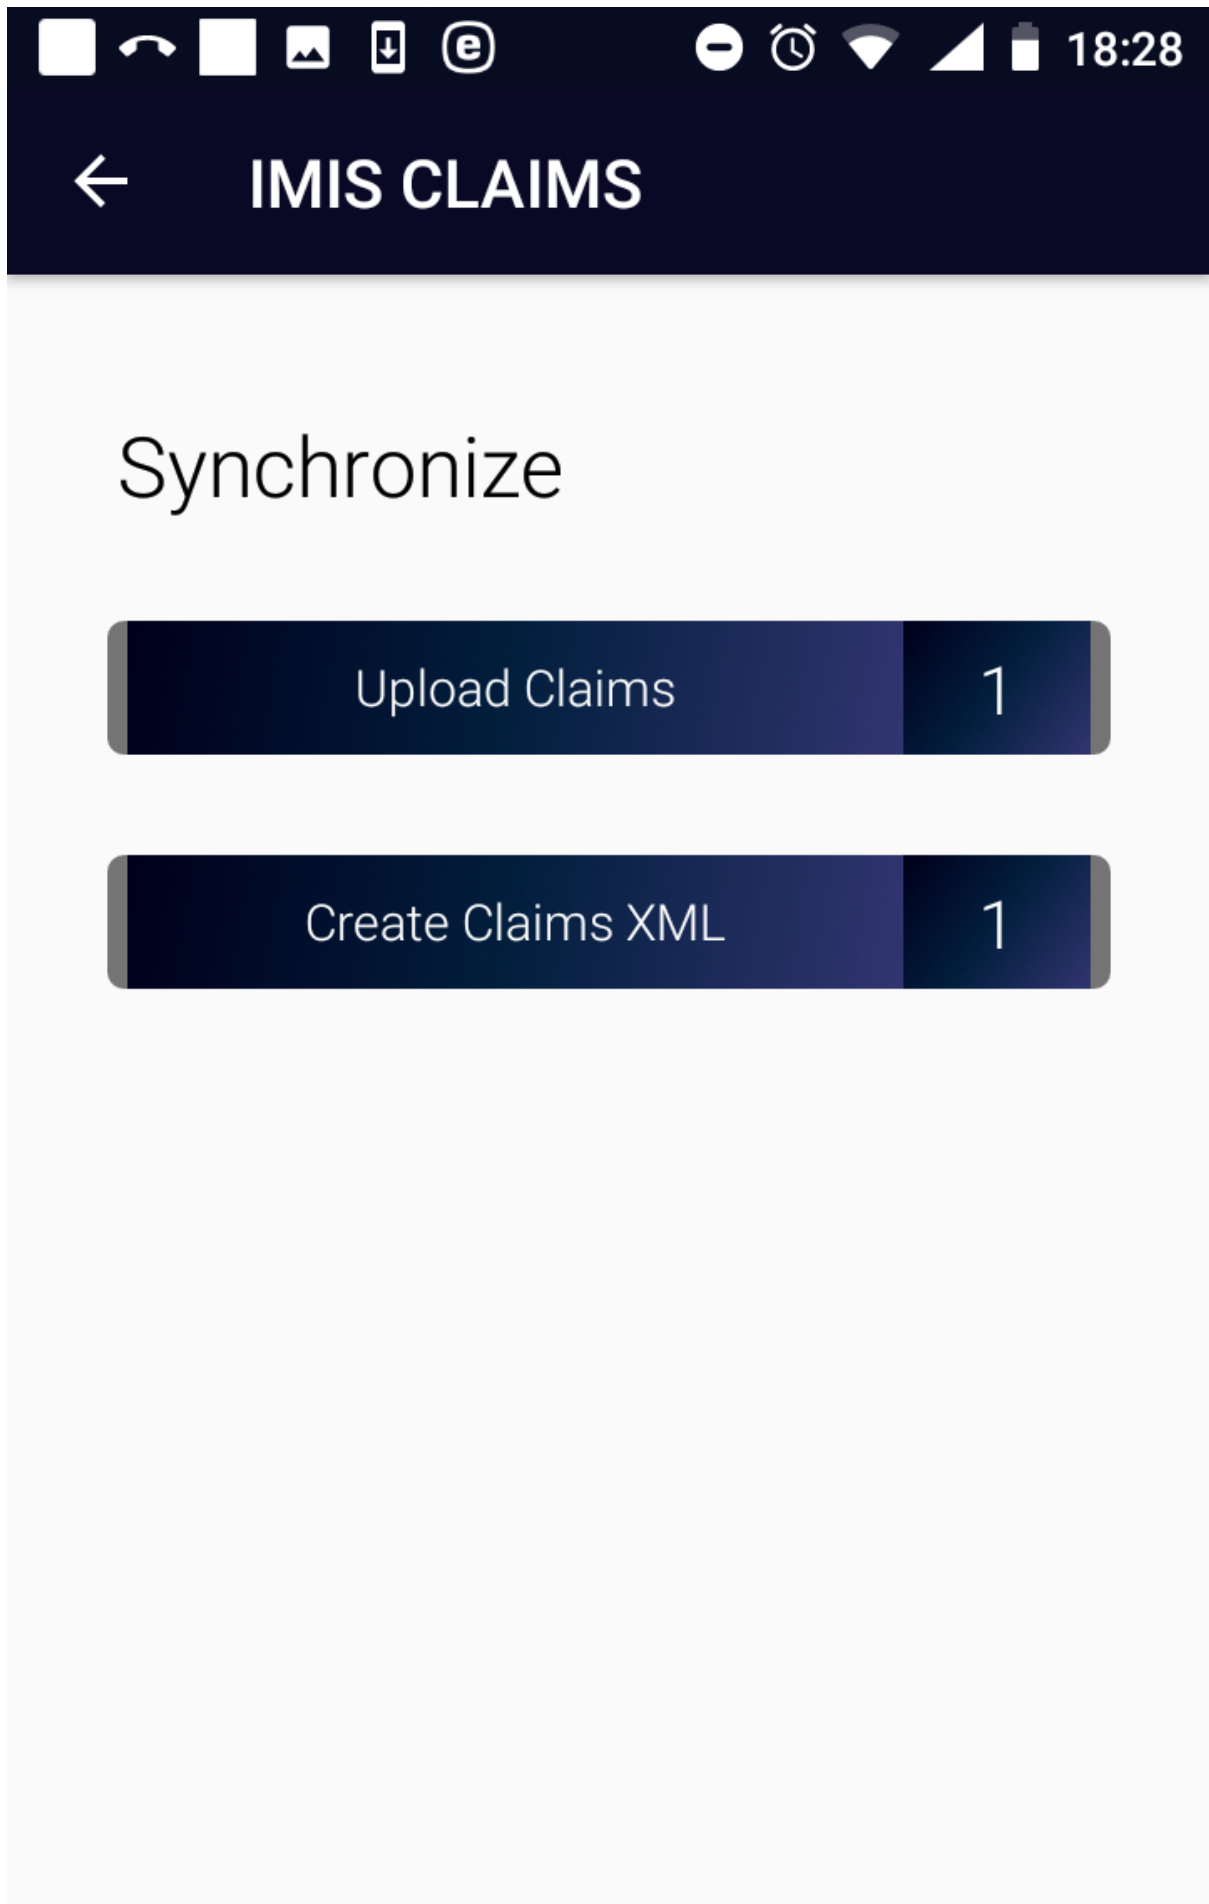 18:28
IMIS CLAIMS
Synchronize
Upload Claims 1
Create Claims XML 1